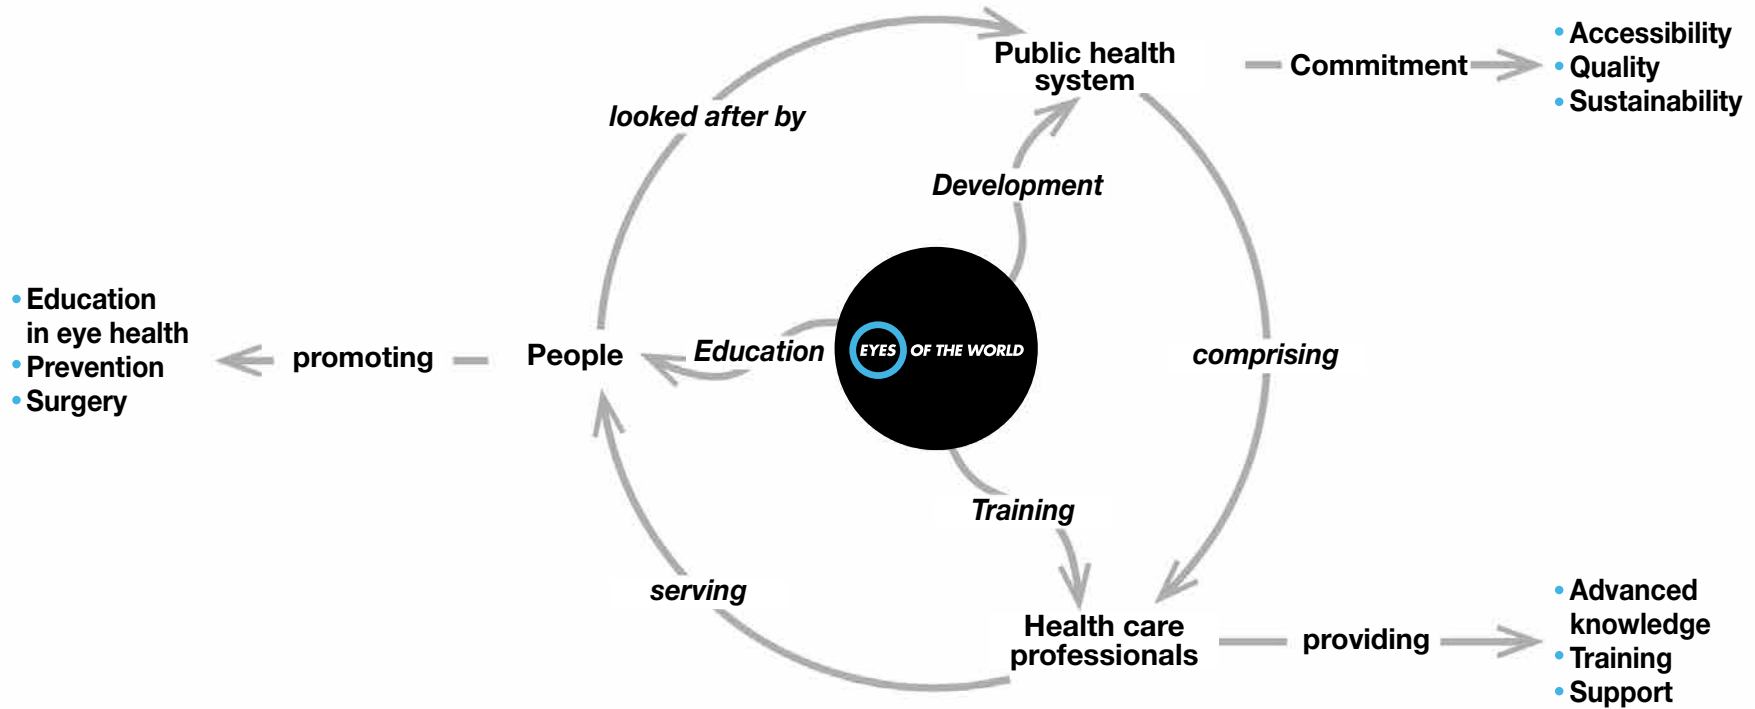 Public health
system
Commitment
• Accessibility
• Quality
• Sustainability
looked after by
Development
• Education
in eye health
• Prevention
• Surgery
promoting
People
Education
EYES OF THE WORLD
comprising
Training
serving
Health care
professionals
providing
• Advanced
knowledge
• Training
• Support